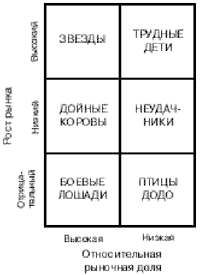 Рост рынка
Высокий
ЗВЕЗДЫ
ТРУДНЫЕ
ДЕТИ
Низкий
ДОЙНЫЕ
КОРОВЫ
НЕУДАЧ-
НИКИ
Отрица-
тельный
БОЕВЫЕ
ЛОШАДИ
ПТИЦЫ
ДОДО
Высокая
Низкая
Относительная
рыночная доля